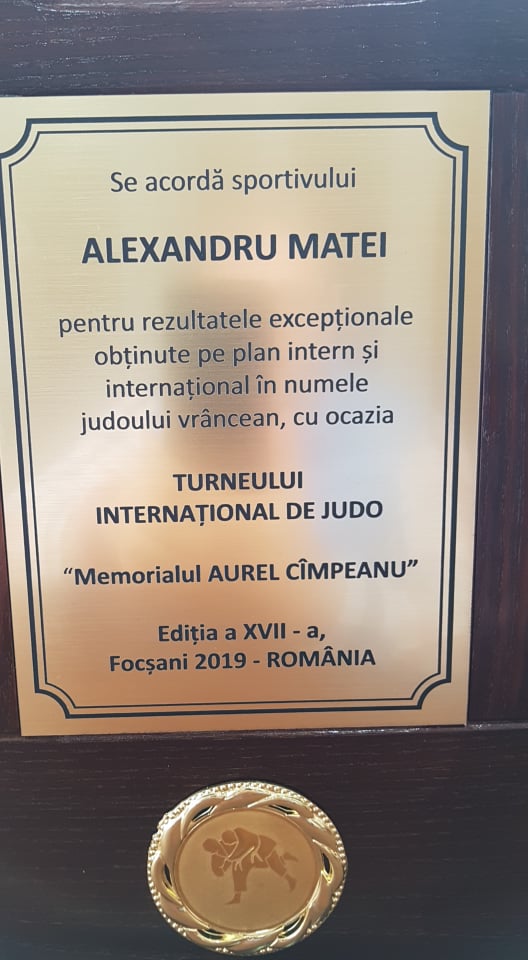 Se acordă sportivului
ALEXANDRU MATEI
pentru rezultatele excepționale
obținute pe plan intern și
internațional în numele
judoului vrâncean, cu ocazia
TURNEULUI
INTERNAȚIONAL DE JUDO
“Memorialul AUREL CÎMPEANU”
Ediția a XVII - a,
Focșani 2019 - ROMÂNIA